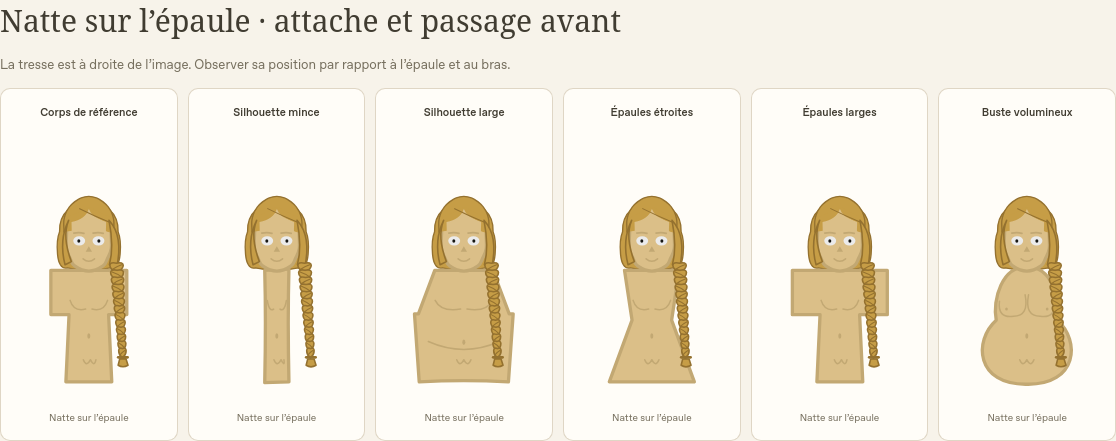 Natte sur l’épaule · attache et passage avant
La tresse est à droite de l’image. Observer sa position par rapport à l’épaule et au bras.
Corps de référence
Silhouette mince
Silhouette large
Épaules étroites
Épaules larges
Buste volumineux
Natte sur l’épaule
Natte sur l’épaule
Natte sur l’épaule
Natte sur l’épaule
Natte sur l’épaule
Natte sur l’épaule